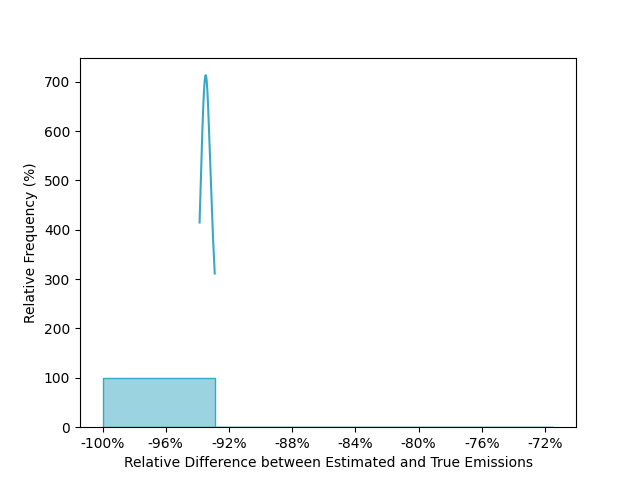 700
600
500
400
300
200
100
0
Relative Frequency (%)
-100% -96% -92% -88% -84% -80% -76% -72%
Relative Difference between Estimated and True Emissions